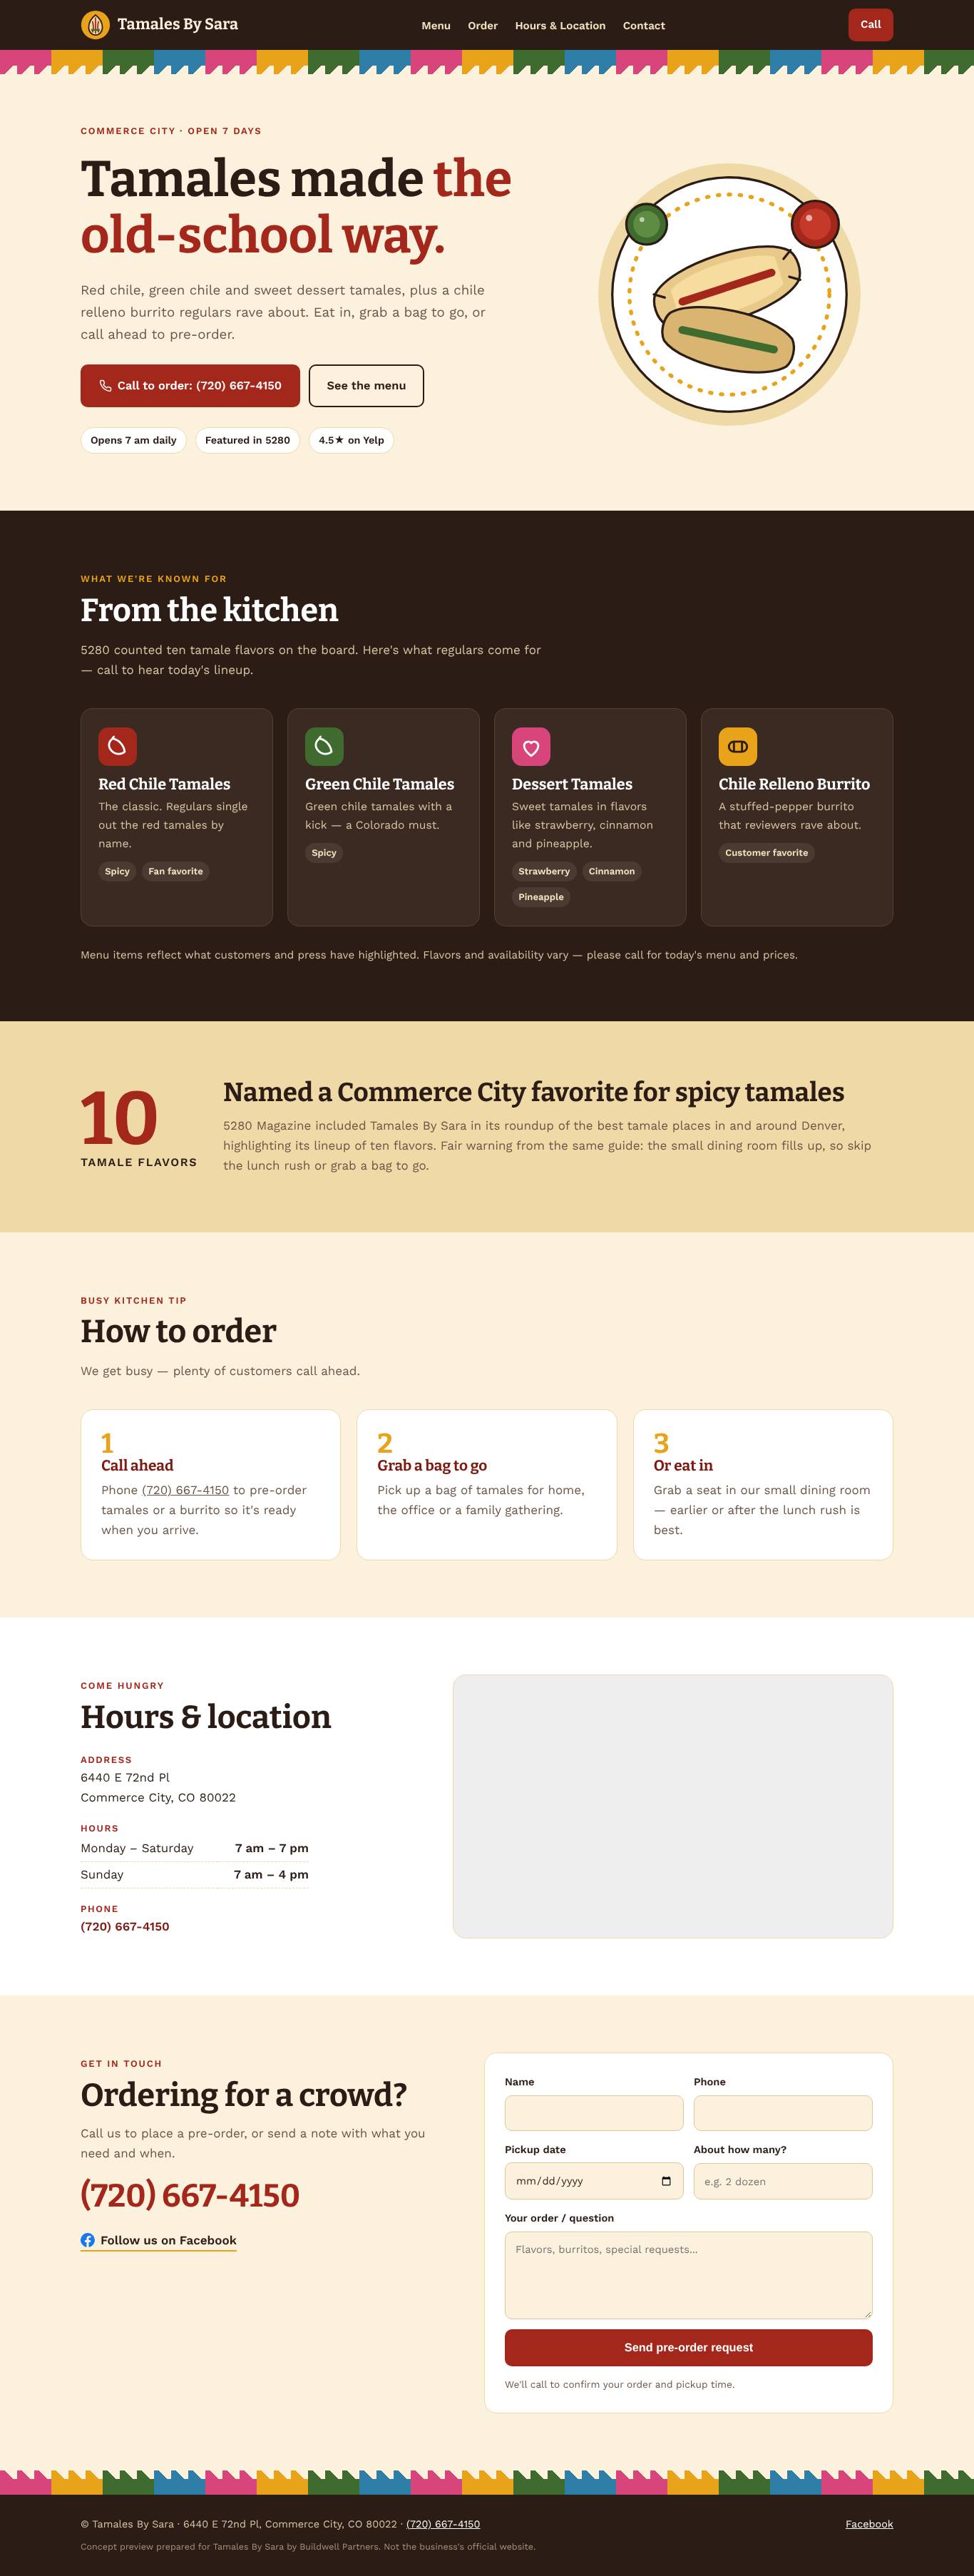 Tamales By Sara
Menu
Order
Hours & Location
Contact
Call
COMMERCE CITY · OPEN 7 DAYS
Tamales made the
old-school way.
Red chile, green chile and sweet dessert tamales, plus a chile
relleno burrito regulars rave about. Eat in, grab a bag to go, or
call ahead to pre-order.
Call to order: (720) 667-4150
See the menu
Opens 7 am daily
Featured in 5280
4.5★ on Yelp
WHAT WE'RE KNOWN FOR
From the kitchen
5280 counted ten tamale flavors on the board. Here's what regulars come for
— call to hear today's lineup.
Red Chile Tamales
The classic. Regulars single
out the red tamales by
name.
Spicy
Fan favorite
Green Chile Tamales
Green chile tamales with a
kick — a Colorado must.
Spicy
Dessert Tamales
Sweet tamales in flavors
like strawberry, cinnamon
and pineapple.
Strawberry
Cinnamon
Pineapple
Chile Relleno Burrito
A stuffed-pepper burrito
that reviewers rave about.
Customer favorite
Menu items reflect what customers and press have highlighted. Flavors and availability vary — please call for today's menu and prices.
10
TAMALE FLAVORS
Named a Commerce City favorite for spicy tamales
5280 Magazine included Tamales By Sara in its roundup of the best tamale places in and around Denver,
highlighting its lineup of ten flavors. Fair warning from the same guide: the small dining room fills up, so skip
the lunch rush or grab a bag to go.
BUSY KITCHEN TIP
How to order
We get busy — plenty of customers call ahead.
1
Call ahead
Phone (720) 667-4150 to pre-order
tamales or a burrito so it's ready
when you arrive.
2
Grab a bag to go
Pick up a bag of tamales for home,
the office or a family gathering.
3
Or eat in
Grab a seat in our small dining room
— earlier or after the lunch rush is
best.
COME HUNGRY
Hours & location
ADDRESS
6440 E 72nd Pl
Commerce City, CO 80022
HOURS
Monday – Saturday 7 am – 7 pm
Sunday 7 am – 4 pm
PHONE
(720) 667-4150
GET IN TOUCH
Ordering for a crowd?
Call us to place a pre-order, or send a note with what you
need and when.
(720) 667-4150
Follow us on Facebook
Name
Phone
Pickup date
About how many?
mm/dd/yyyy
e.g. 2 dozen
Your order / question
Flavors, burritos, special requests...
Send pre-order request
We'll call to confirm your order and pickup time.
© Tamales By Sara · 6440 E 72nd Pl, Commerce City, CO 80022 · (720) 667-4150
Facebook
Concept preview prepared for Tamales By Sara by Buildwell Partners. Not the business's official website.